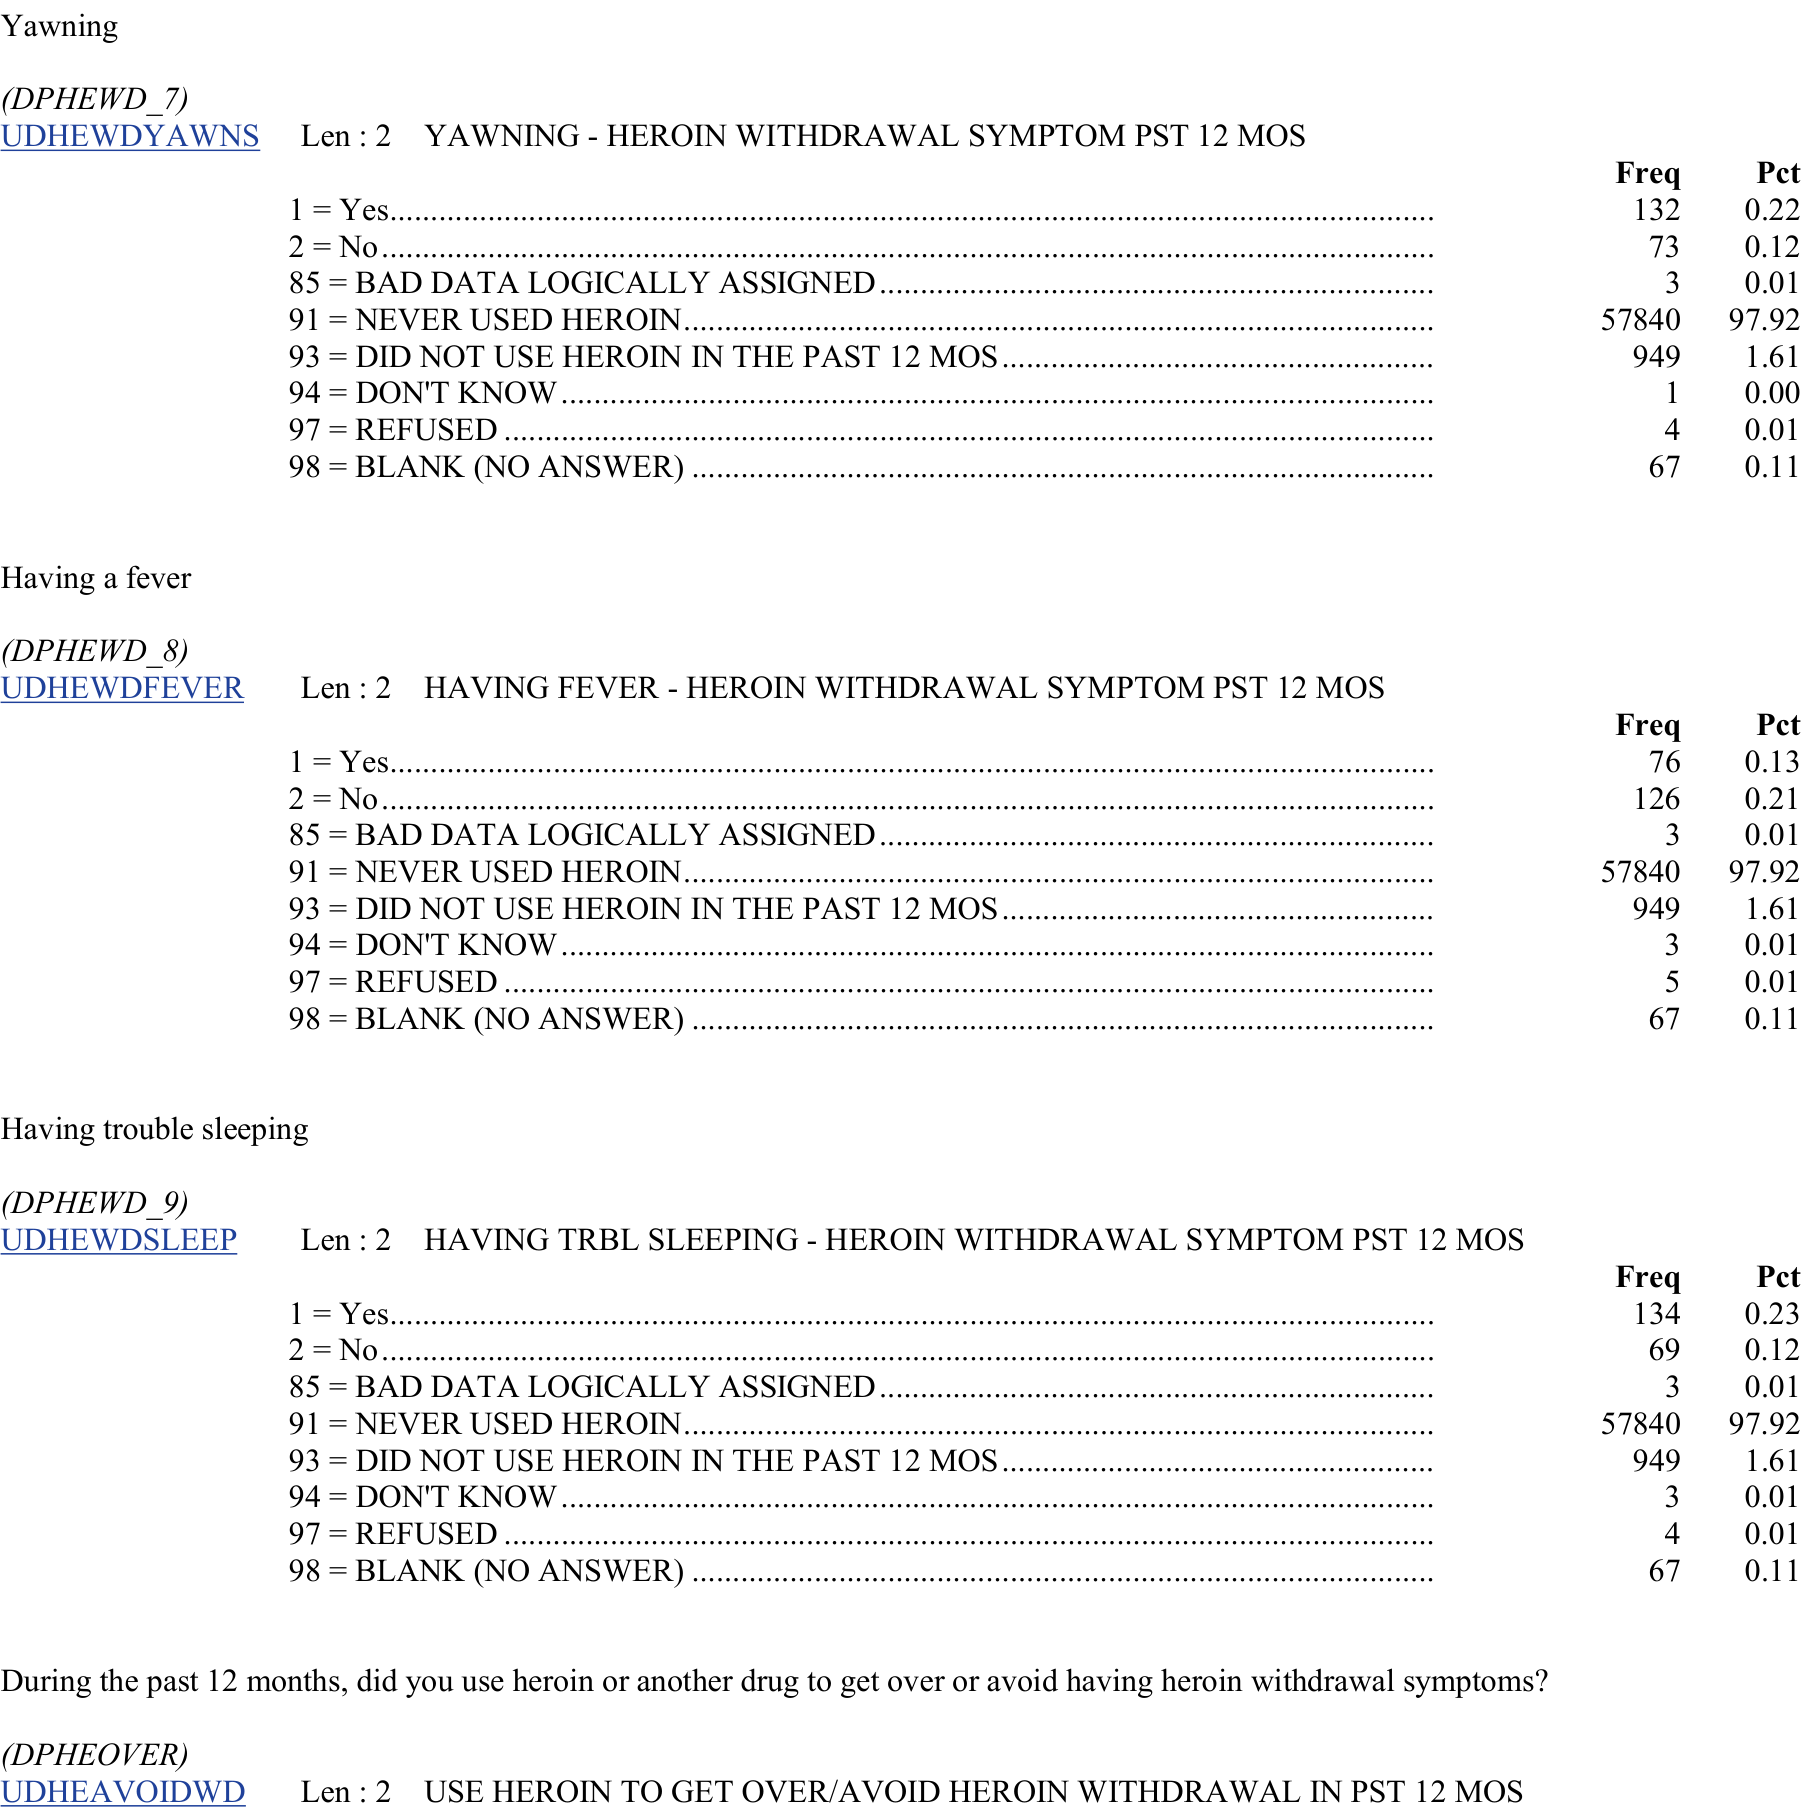 Yawning
(DPHEWD_7)
UDHEWDYAWNS Len : 2 YAWNING - HEROIN WITHDRAWAL SYMPTOM PST 12 MOS
Freq Pct
1 = Yes 132 0.22
2 = No 73 0.12
85 = BAD DATA LOGICALLY ASSIGNED 3 0.01
91 = NEVER USED HEROIN 57840 97.92
93 = DID NOT USE HEROIN IN THE PAST 12 MOS 949 1.61
94 = DON'T KNOW 1 0.00
97 = REFUSED 4 0.01
98 = BLANK (NO ANSWER) 67 0.11
Having a fever
(DPHEWD_8)
UDHEWDFEVER Len : 2 HAVING FEVER - HEROIN WITHDRAWAL SYMPTOM PST 12 MOS
Freq Pct
1 = Yes 76 0.13
2 = No 126 0.21
85 = BAD DATA LOGICALLY ASSIGNED 3 0.01
91 = NEVER USED HEROIN 57840 97.92
93 = DID NOT USE HEROIN IN THE PAST 12 MOS 949 1.61
94 = DON'T KNOW 3 0.01
97 = REFUSED 5 0.01
98 = BLANK (NO ANSWER) 67 0.11
Having trouble sleeping
(DPHEWD_9)
UDHEWDSLEEP Len : 2 HAVING TRBL SLEEPING - HEROIN WITHDRAWAL SYMPTOM PST 12 MOS
Freq Pct
1 = Yes 134 0.23
2 = No 69 0.12
85 = BAD DATA LOGICALLY ASSIGNED 3 0.01
91 = NEVER USED HEROIN 57840 97.92
93 = DID NOT USE HEROIN IN THE PAST 12 MOS 949 1.61
94 = DON'T KNOW 3 0.01
97 = REFUSED 4 0.01
98 = BLANK (NO ANSWER) 67 0.11
During the past 12 months, did you use heroin or another drug to get over or avoid having heroin withdrawal symptoms?
(DPHEOVER)
UDHEAVOIDWD Len : 2 USE HEROIN TO GET OVER/AVOID HEROIN WITHDRAWAL IN PST 12 MOS